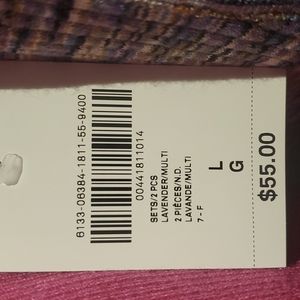 6133-06384-1811-55-9400
00441811014
SETS/2 PCS
LAVENDER/MULTI
2 PIÈCES/N.D.
LAVANDE/MULTI
7 - F
L
G
$55.00